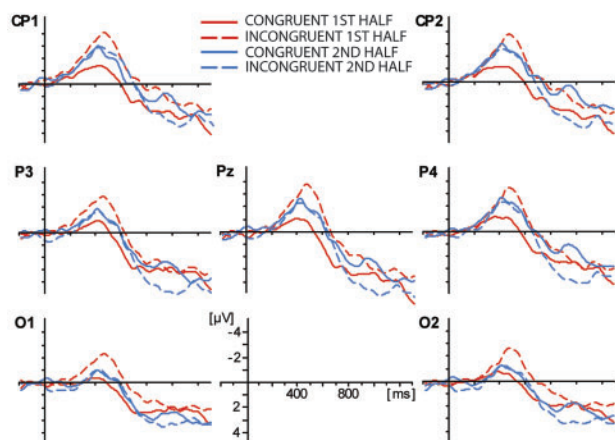 CP1
CONGRUENT 1ST HALF
INCONGRUENT 1ST HALF
CONGRUENT 2ND HALF
INCONGRUENT 2ND HALF
CP2
P3
Pz
P4
O1
[µV]
-4
-2
2
4
400
800
[ms]
O2